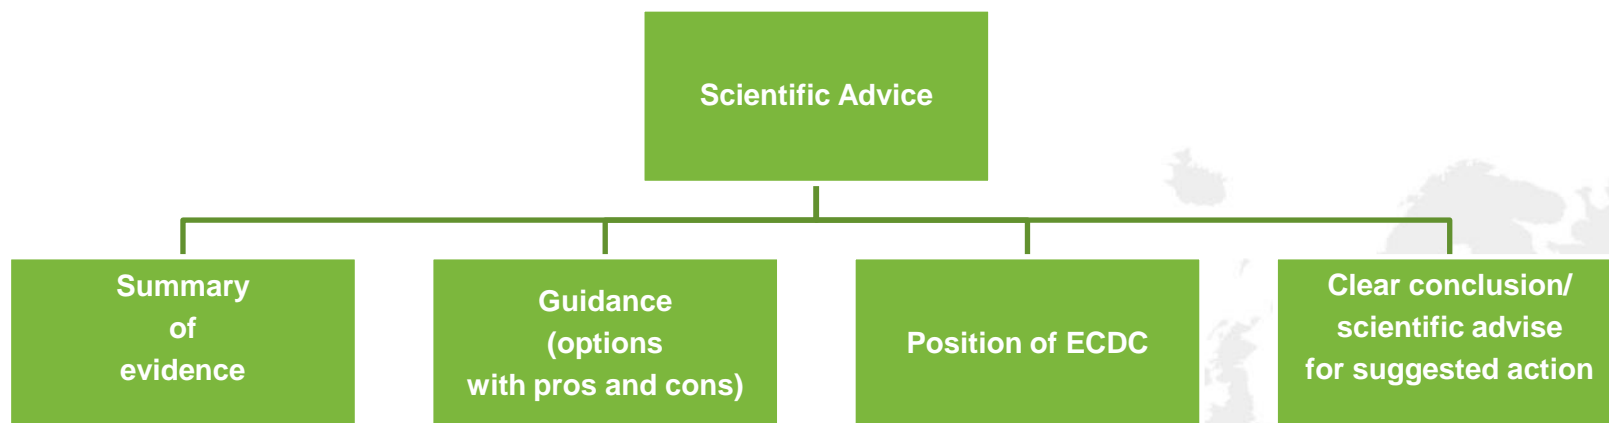 Scientific Advice
Summary
of
evidence
Guidance
(options
with pros and cons)
Position of ECDC
Clear conclusion/
scientific advise
for suggested action